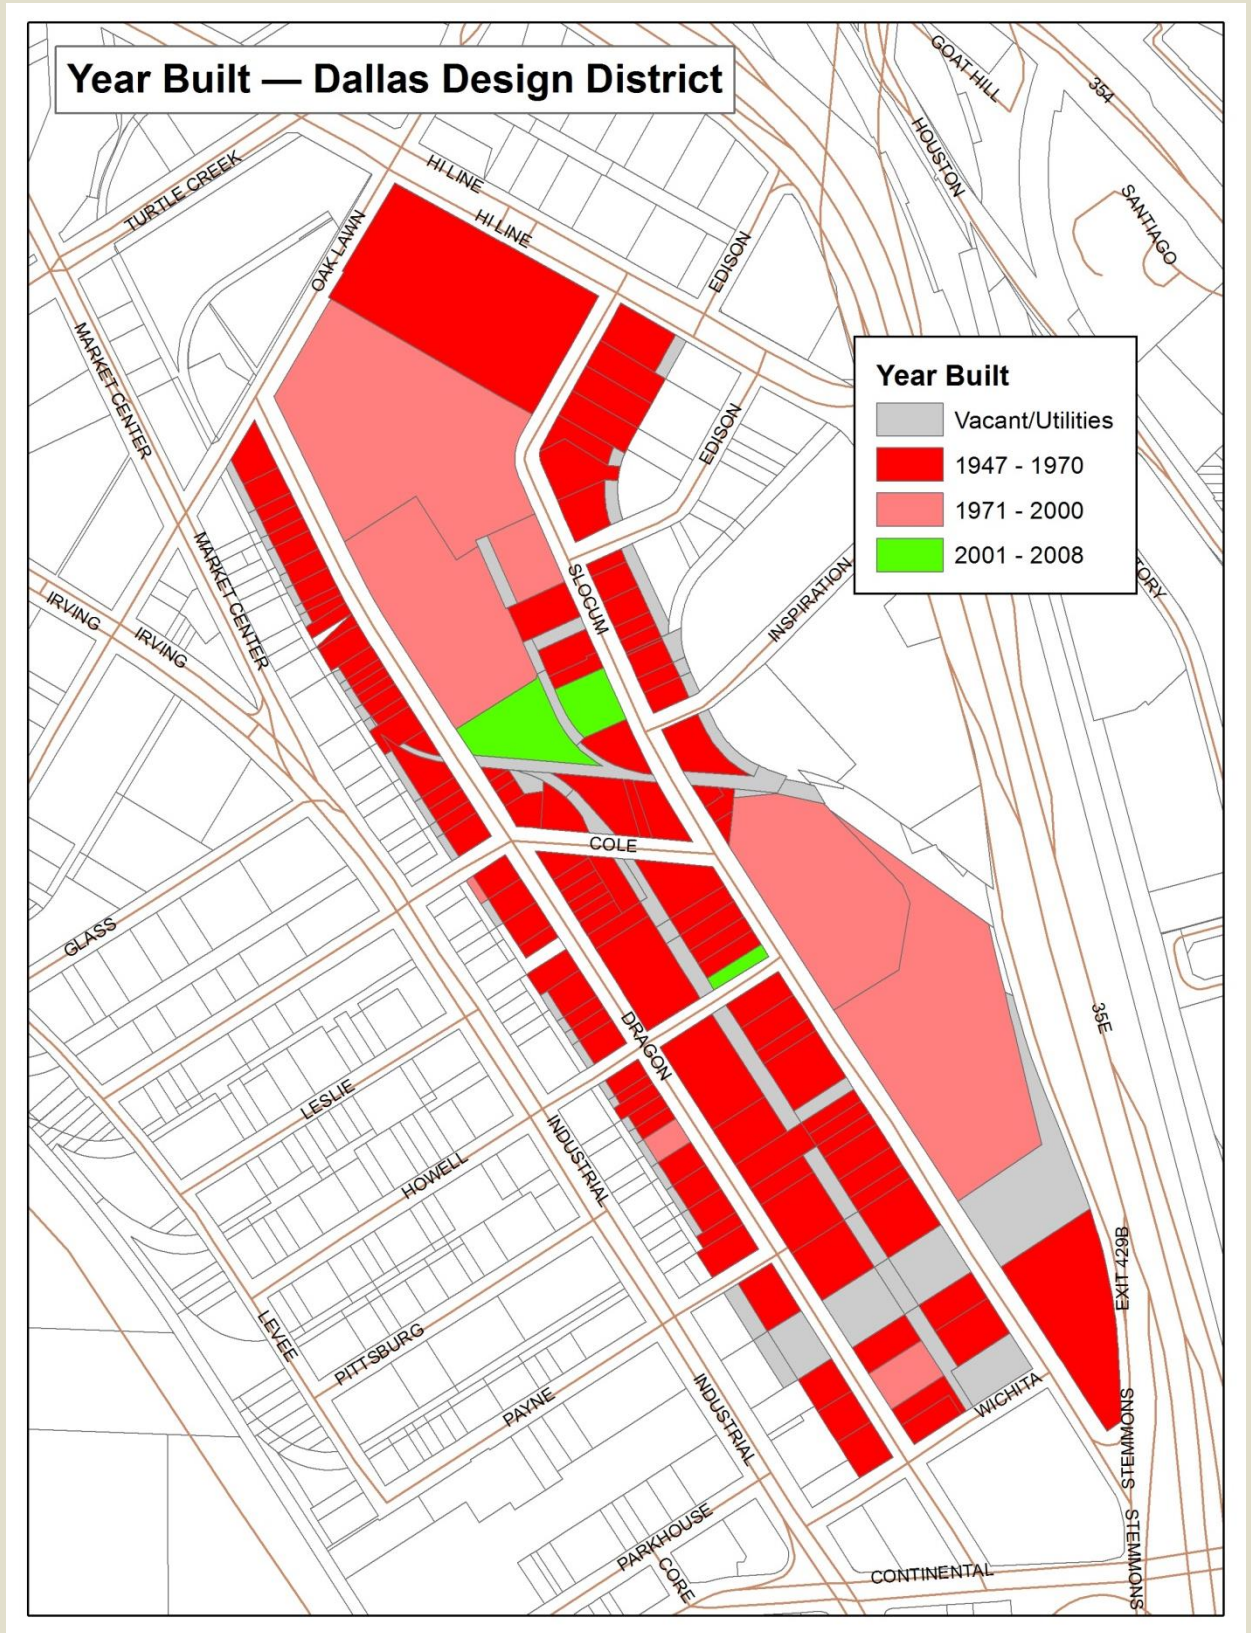 Year Built — Dallas Design District
GOAT HILL
354
HOUSTON
HI LINE
TURTLE CREEK
SANTIAGO
HI LINE
OAK LAWN
EDISON
MARKET CENTER
Year Built
Vacant/Utilities
1947 - 1970
1971 - 2000
2001 - 2008
EDISON
MARKET CENTER
SLOCUM
INSPIRATION
TORY
IRVING
IRVING
COLE
GLASS
DRAGON
35E
LESLIE
HOWELL
INDUSTRIAL
EXIT 429B
LEVEE
PITTSBURG
PAYNE
INDUSTRIAL
WICHITA
STEMMONS
PARKHOUSE
CORE
CONTINENTAL
STEMMONS